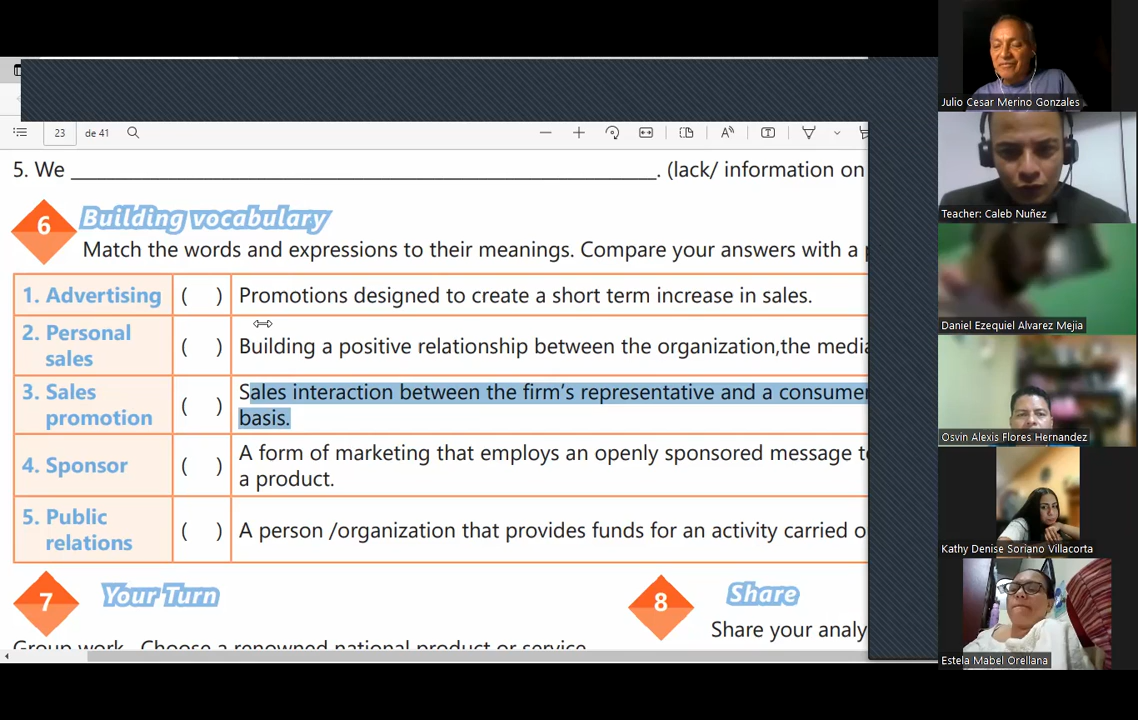 23 de 41
5. We ____________________. (lack/ information on
6 Building vocabulary
Match the words and expressions to their meanings. Compare your answers with a
1. Advertising ( ) Promotions designed to create a short term increase in sales.
2. Personal sales ( ) Building a positive relationship between the organization,the media
3. Sales promotion ( ) Sales interaction between the firm's representative and a consumer
basis.
4. Sponsor ( ) A form of marketing that employs an openly sponsored message
a product.
5. Public relations ( ) A person /organization that provides funds for an activity carried
7 Your Turn
Group work. Choose a renowned national product or service
8 Share
Share your
Julio Cesar Merino Gonzales
Teacher: Caleb Nuñez
Daniel Ezequiel Alvarez Mejia
Osvin Alexis Flores Hernandez
Kathy Denise Soriano Villacorta
Estela Mabel Orellana